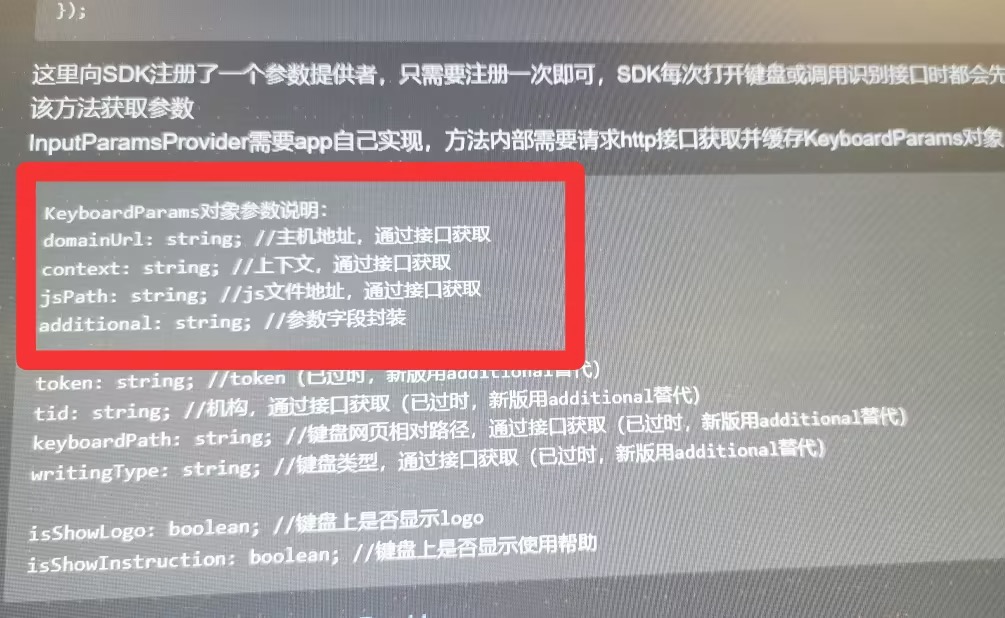 });
这里向SDK注册了一个参数提供者，只需要注册一次即可，SDK每次打开键盘或调用识别接口时都会先
该方法获取参数
InputParamsProvider需要app自己实现，方法内部需要请求http接口获取并缓存KeyboardParams对象
KeyboardParams对象参数说明：
domainUrl: string; //主机地址，通过接口获取
context: string; //上下文，通过接口获取
jsPath: string; //js文件地址，通过接口获取
additional: string; //参数字段封装
token: string; //token（已过时，新版用additional替代）
tid: string; //机构，通过接口获取（已过时，新版用additional替代）
keyboardPath: string; //键盘网页相对路径，通过接口获取（已过时，新版用additional替代）
writingType: string; //键盘类型，通过接口获取（已过时，新版用additional替代）
isShowLogo: boolean; //键盘上是否显示logo
isShowInstruction: boolean; //键盘上是否显示使用帮助